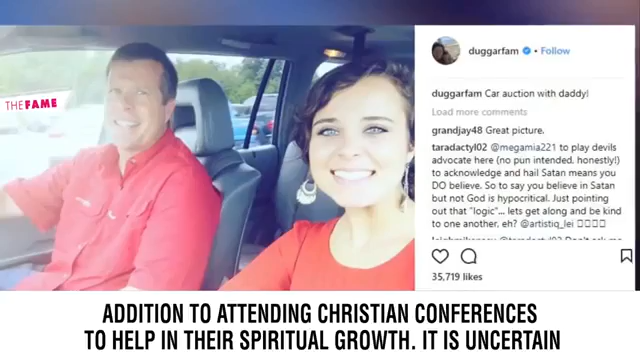 THE FAME
duggarfam • Follow
duggarfam Car auction with daddy!
Load more comments
grandjay48 Great picture.
taradactyl02 @megamia221 to play devils
advocate here (no pun intended, honestly!)
to acknowledge and hail Satan means you
DO believe. So to say you believe in Satan
but not God is hypocritical. Just pointing
out that "logic"... lets get along and be kind
to one another, eh? @artistiq_lei
35,719 likes
ADDITION TO ATTENDING CHRISTIAN CONFERENCES
TO HELP IN THEIR SPIRITUAL GROWTH. IT IS UNCERTAIN